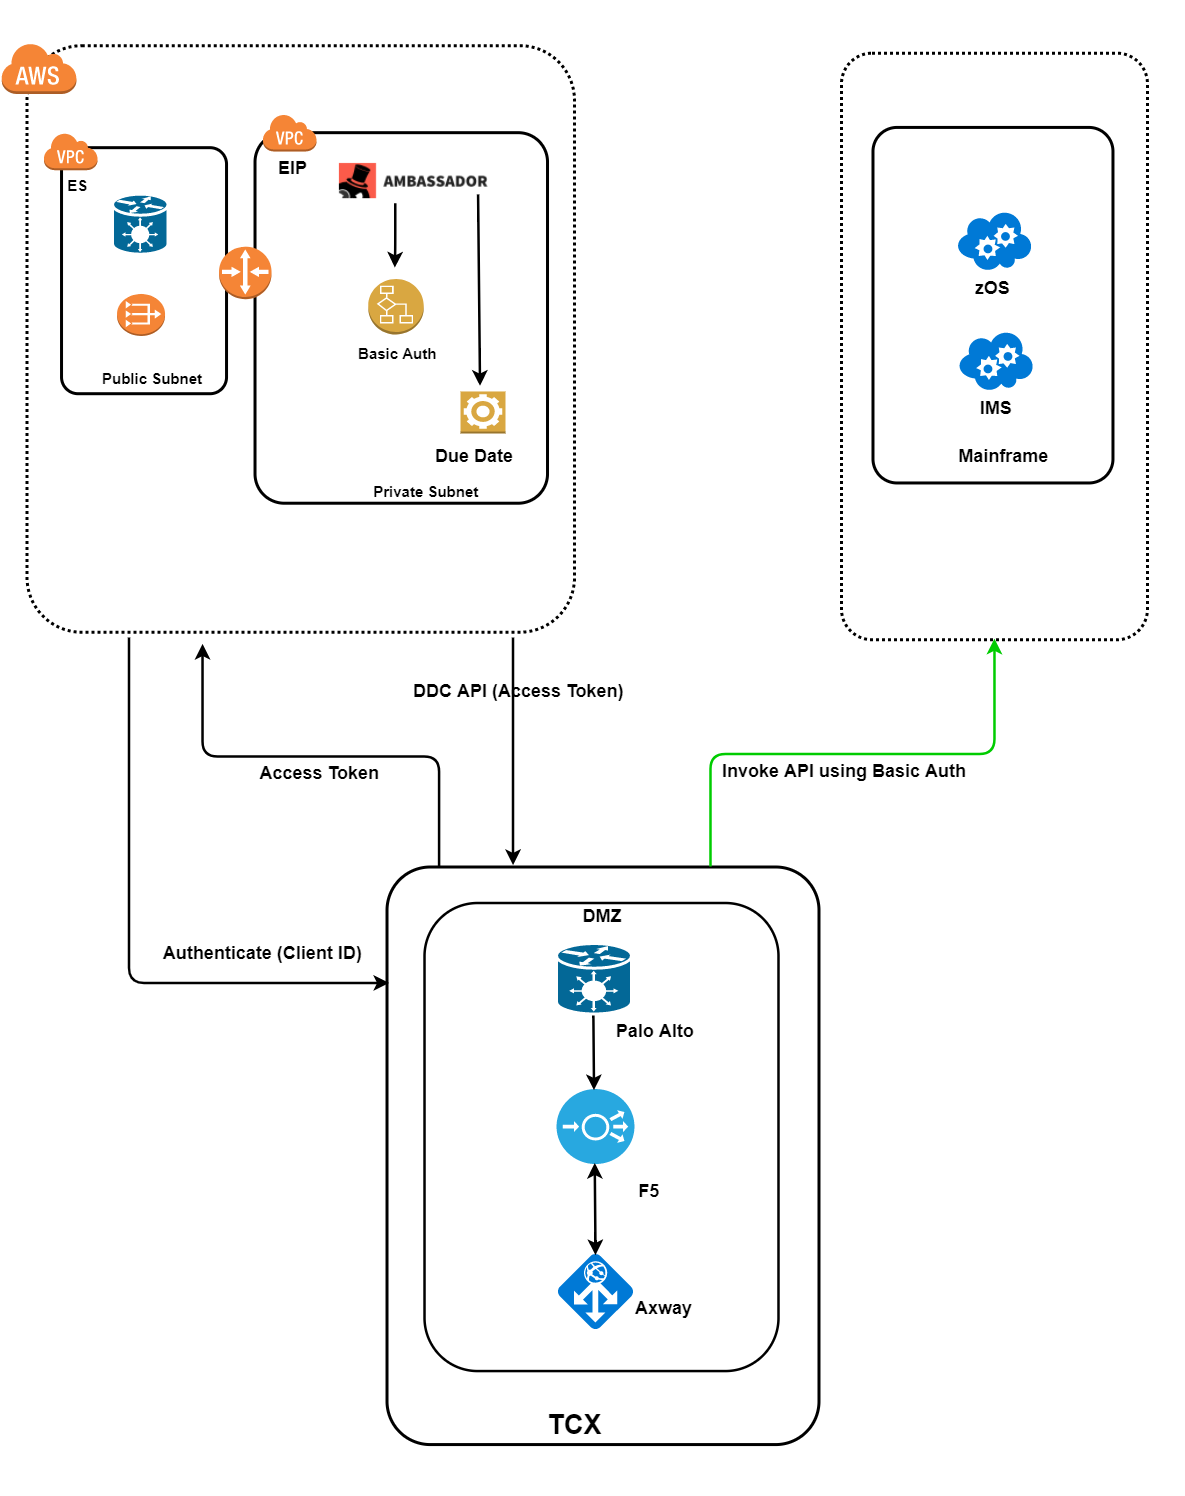 AWS
VPC
ES
Public Subnet
VPC
EIP
AMBASSADOR
Basic Auth
Due Date
Private Subnet
zOS
IMS
Mainframe
DDC API (Access Token)
Access Token
Invoke API using Basic Auth
Authenticate (Client ID)
DMZ
Palo Alto
F5
Axway
TCX